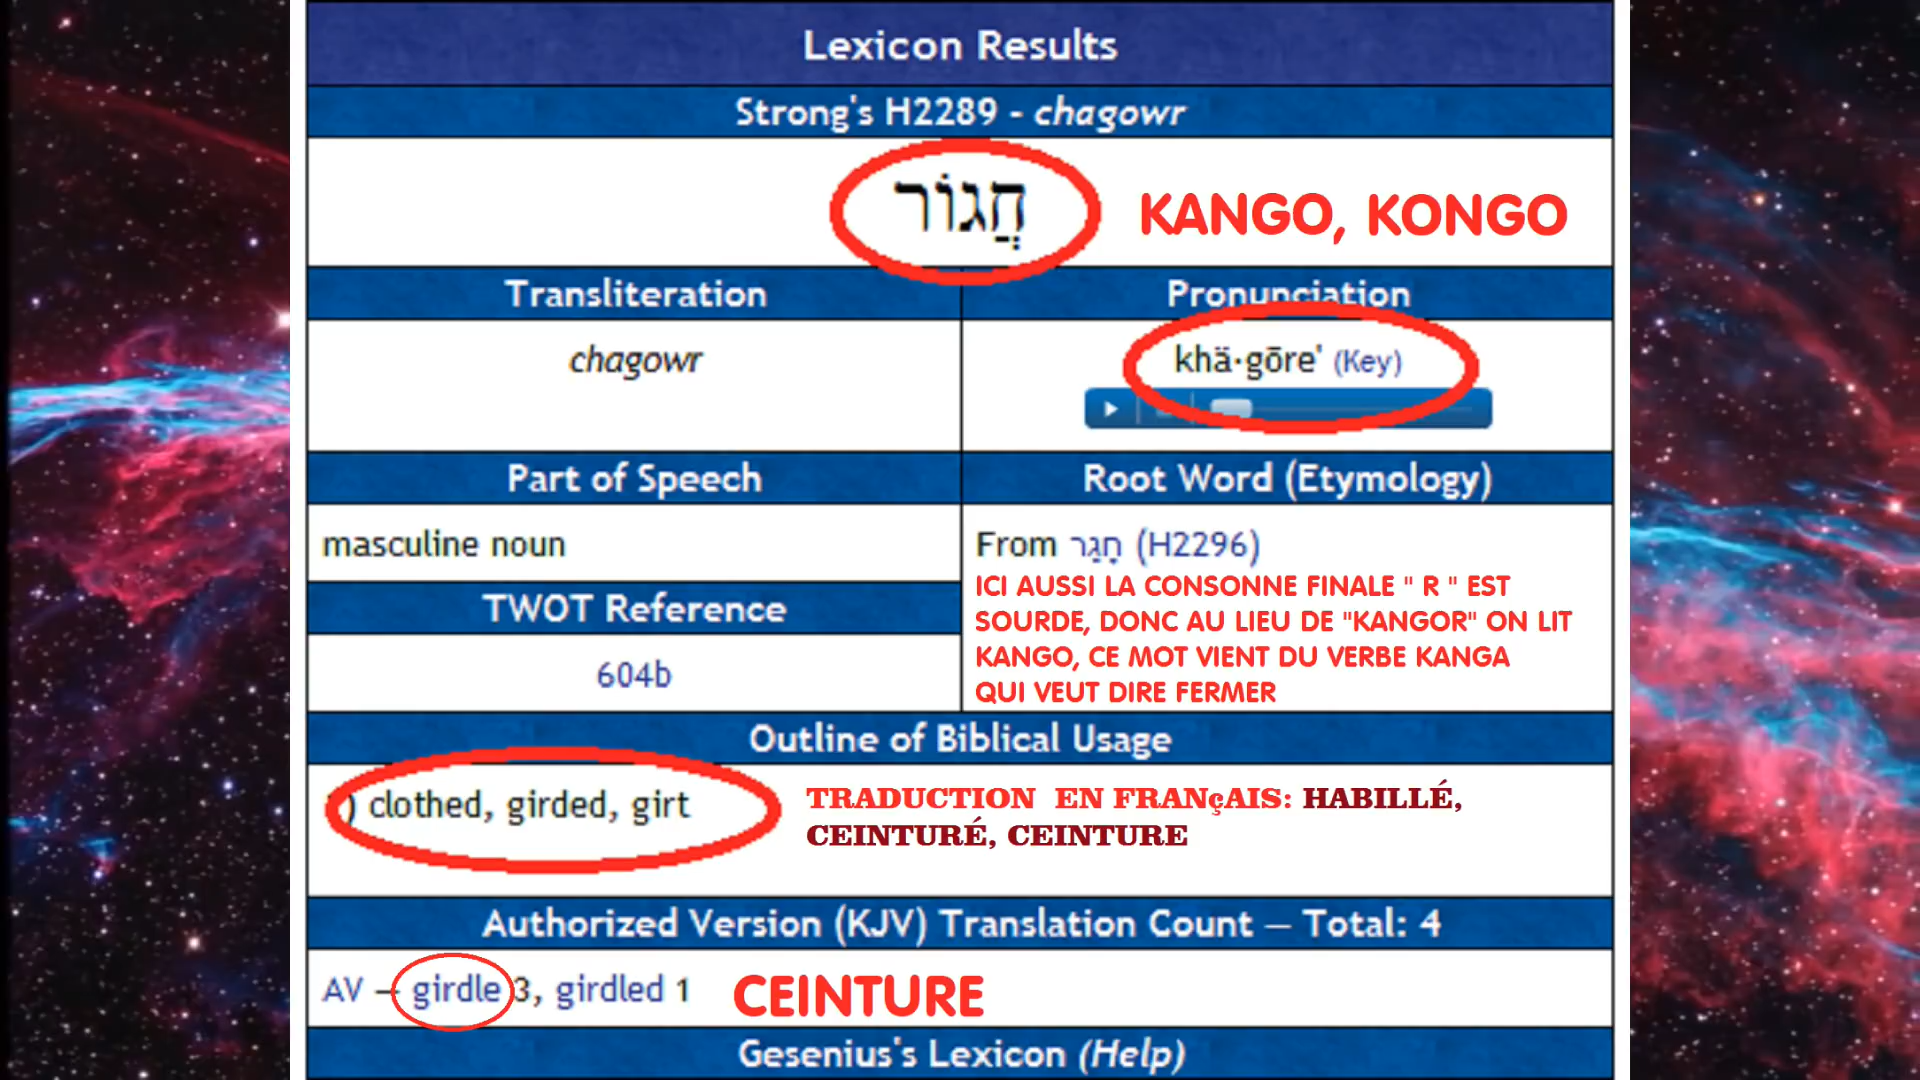 Lexicon Results
Strong's H2289 - chagowr
חֲגוֹר KANGO, KONGO
Transliteration
Pronunciation
chagowr
khä·gōre' (Key)
Part of Speech
Root Word (Etymology)
masculine noun
From חָגַר (H2296)
ICI AUSSI LA CONSONNE FINALE " R " EST
SOURDE, DONC AU LIEU DE "KANGOR" ON LIT
KANGO, CE MOT VIENT DU VERBE KANGA
QUI VEUT DIRE FERMER
TWOT Reference
604b
Outline of Biblical Usage
) clothed, girded, girt
TRADUCTION EN FRANçAIS: HABILLÉ,
CEINTURÉ, CEINTURE
Authorized Version (KJV) Translation Count — Total: 4
AV — girdle 3, girdled 1
CEINTURE
Gesenius's Lexicon (Help)